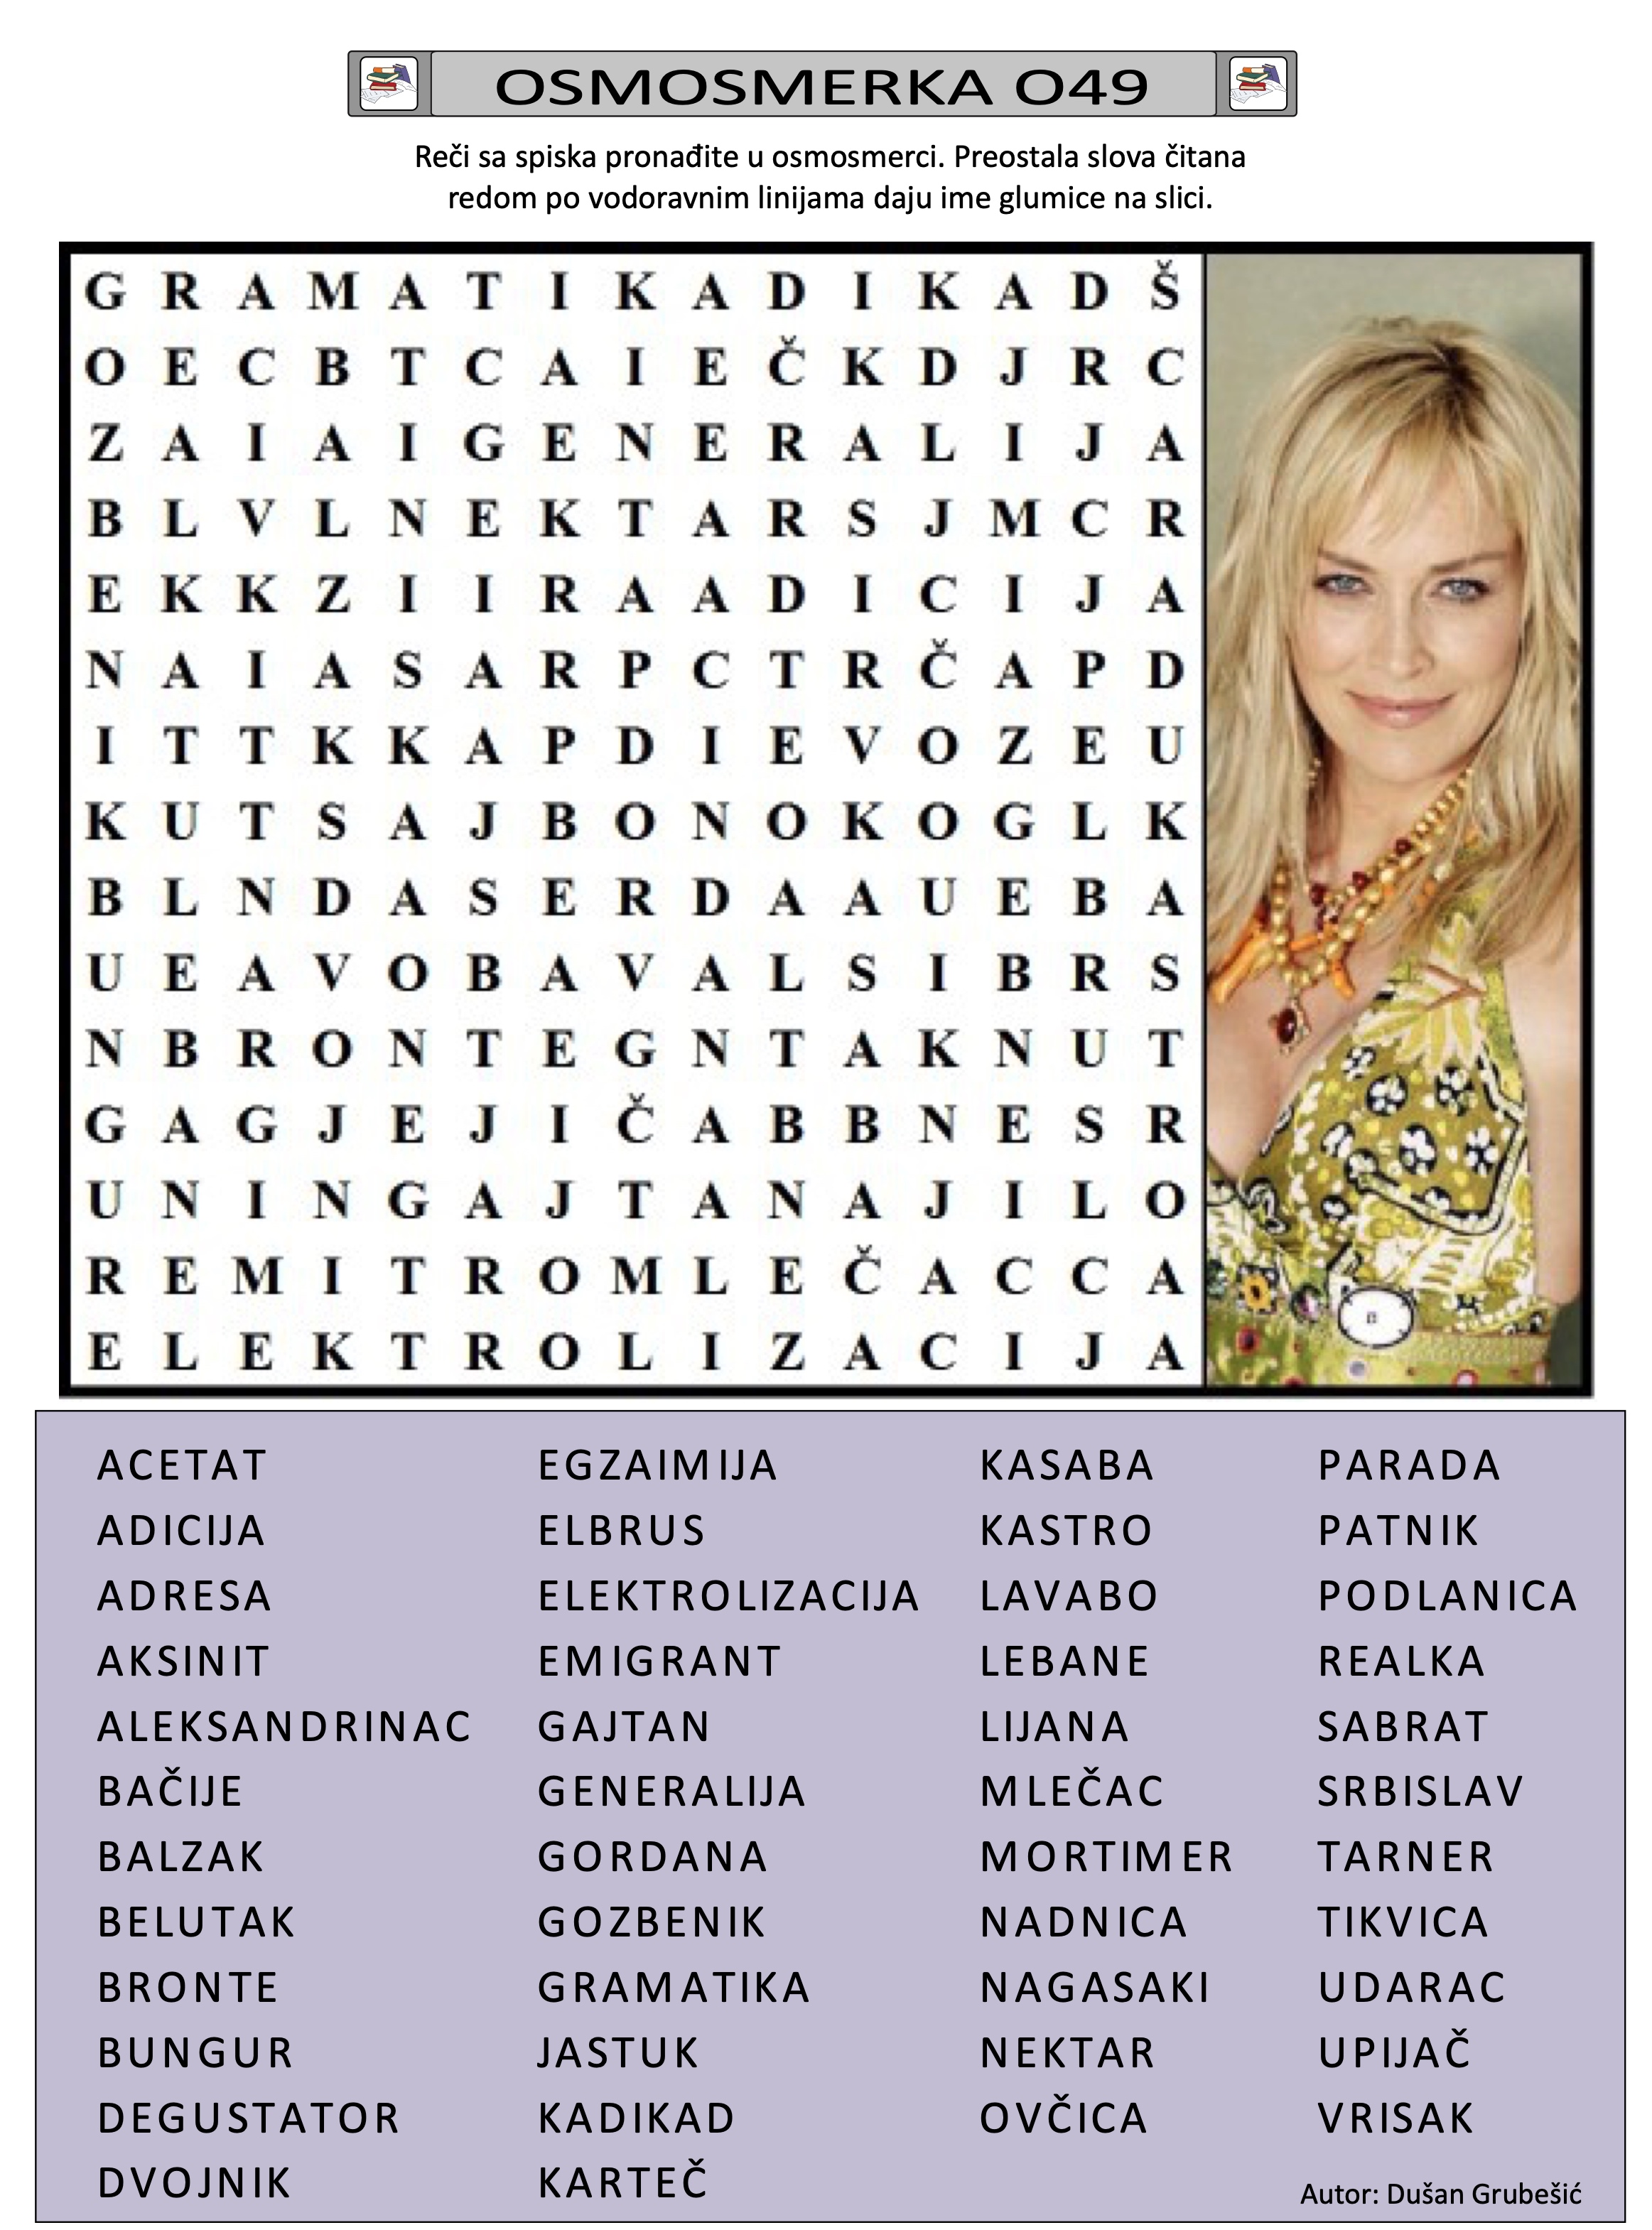 OSMOSMERKA O49
Reči sa spiska pronađite u osmosmerci. Preostala slova čitana
redom po vodoravnim linijama daju ime glumice na slici.
G R A M A T I K A D I K A D Š
O E C B T C A I E Č K D J R C
Z A I A I G E N E R A L I J A
B L V L N E K T A R S J M C R
E K K Z I I R A A D I C I J A
N A I A S A R P C T R Č A P D
I T T K K A P D I E V O Z E U
K U T S A J B O N O K O G L K
B L N D A S E R D A A U E B A
U E A V O B A V A L S I B R S
N B R O N T E G N T A K N U T
G A G J E J I Č A B B N E S R
U N I N G A J T A N A J I L O
R E M I T R O M L E Č A C C A
E L E K T R O L I Z A C I J A
ACETAT
ADICIJA
ADRESA
AKSINIT
ALEKSANDRINAC
BAČIJE
BALZAK
BELUTAK
BRONTE
BUNGUR
DEGUSTATOR
DVOJNIK
EGZAIMIJA
ELBRUS
ELEKTROLIZACIJA
EMIGRANT
GAJTAN
GENERALIJA
GORDANA
GOZBENIK
GRAMATIKA
JASTUK
KADIKAD
KARTEČ
KASABA
KASTRO
LAVABO
LEBANE
LIJANA
MLEČAC
MORTIMER
NADNICA
NAGASAKI
NEKTAR
OVČICA
PARADA
PATNIK
PODLANICA
REALKA
SABRAT
SRBISLAV
TARNER
TIKVICA
UDARAC
UPIJAČ
VRISAK
Autor: Dušan Grubešić